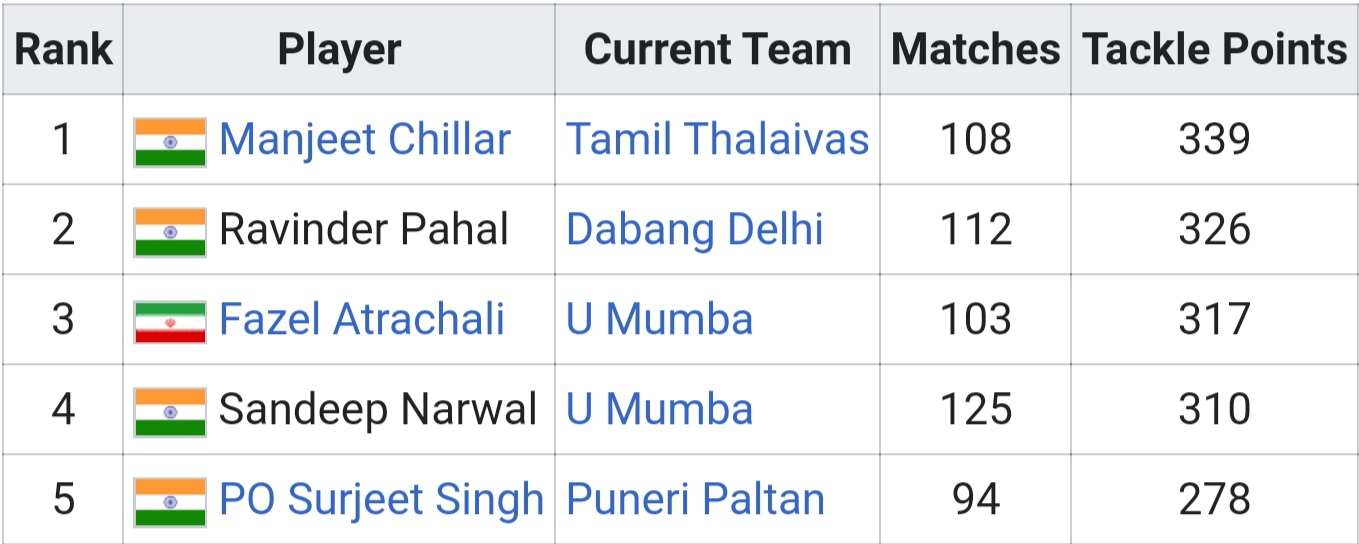 Rank Player Current Team Matches Tackle Points
1 Manjeet Chillar Tamil Thalaivas 108 339
2 Ravinder Pahal Dabang Delhi 112 326
3 Fazel Atrachali U Mumba 103 317
4 Sandeep Narwal U Mumba 125 310
5 PO Surjeet Singh Puneri Paltan 94 278